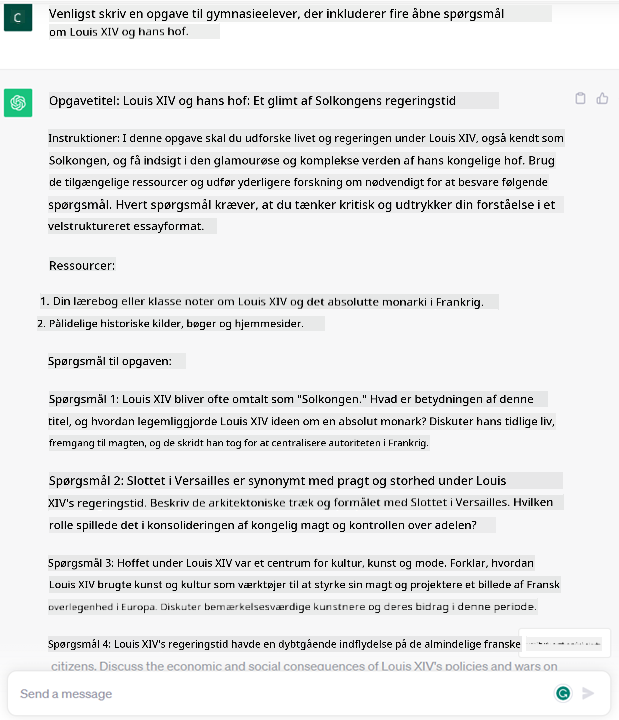 C
Venligst skriv en opgave til gymnasieelever, der inkluderer fire åbne spørgsmål
om Louis XIV og hans hof.
Opgavetitel: Louis XIV og hans hof: Et glimt af Solkongens regeringstid
Instruktioner: I denne opgave skal du udforske livet og regeringen under Louis XIV, også kendt som
Solkongen, og få indsigt i den glamourøse og komplekse verden af hans kongelige hof. Brug
de tilgængelige ressourcer og udfør yderligere forskning om nødvendigt for at besvare følgende
spørgsmål. Hvert spørgsmål kræver, at du tænker kritisk og udtrykker din forståelse i et
velstruktureret essayformat.
Ressourcer:
1. Din lærebog eller klasse noter om Louis XIV og det absolutte monarki i Frankrig.
2. Pålidelige historiske kilder, bøger og hjemmesider.
Spørgsmål til opgaven:
Spørgsmål 1: Louis XIV bliver ofte omtalt som "Solkongen." Hvad er betydningen af denne
titel, og hvordan legemliggjorde Louis XIV ideen om en absolut monark? Diskuter hans tidlige liv,
fremgang til magten, og de skridt han tog for at centralisere autoriteten i Frankrig.
Spørgsmål 2: Slottet i Versailles er synonymt med pragt og storhed under Louis
XIV's regeringstid. Beskriv de arkitektoniske træk og formålet med Slottet i Versailles. Hvilken
rolle spillede det i konsolideringen af kongelig magt og kontrollen over adelen?
Spørgsmål 3: Hoffet under Louis XIV var et centrum for kultur, kunst og mode. Forklar, hvordan
Louis XIV brugte kunst og kultur som værktøjer til at styrke sin magt og projektere et billede af Fransk
overlegenhed i Europa. Diskuter bemærkelsesværdige kunstnere og deres bidrag i denne periode.
Spørgsmål 4: Louis XIV's regeringstid havde en dybtgående indflydelse på de almindelige franske
citizens. Discuss the economic and social consequences of Louis XIV's policies and wars on
Send a message